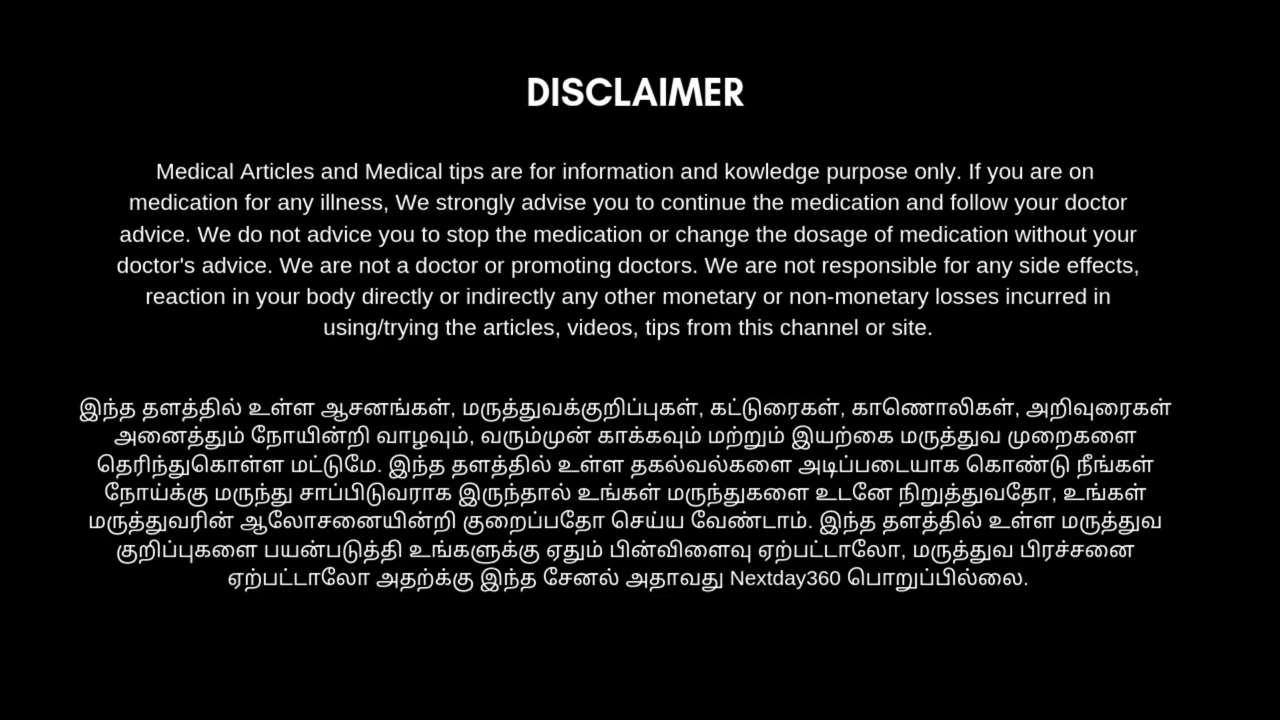 DISCLAIMER
Medical Articles and Medical tips are for information and kowledge purpose only. If you are on
medication for any illness, We strongly advise you to continue the medication and follow your doctor
advice. We do not advice you to stop the medication or change the dosage of medication without your
doctor's advice. We are not a doctor or promoting doctors. We are not responsible for any side effects,
reaction in your body directly or indirectly any other monetary or non-monetary losses incurred in
using/trying the articles, videos, tips from this channel or site.
இந்த தளத்தில் உள்ள ஆசனங்கள், மருத்துவக்குறிப்புகள், கட்டுரைகள், காணொலிகள், அறிவுரைகள்
அனைத்தும் நோயின்றி வாழவும், வரும்முன் காக்கவும் மற்றும் இயற்கை மருத்துவ முறைகளை
தெரிந்துகொள்ள மட்டுமே. இந்த தளத்தில் உள்ள தகல்வல்களை அடிப்படையாக கொண்டு நீங்கள்
நோய்க்கு மருந்து சாப்பிடுவராக இருந்தால் உங்கள் மருந்துகளை உடனே நிறுத்துவதோ, உங்கள்
மருத்துவரின் ஆலோசனையின்றி குறைப்பதோ செய்ய வேண்டாம். இந்த தளத்தில் உள்ள மருத்துவ
குறிப்புகளை பயன்படுத்தி உங்களுக்கு ஏதும் பின்விளைவு ஏற்பட்டாலோ, மருத்துவ பிரச்சனை
ஏற்பட்டாலோ அதற்க்கு இந்த சேனல் அதாவது Nextday360 பொறுப்பில்லை.